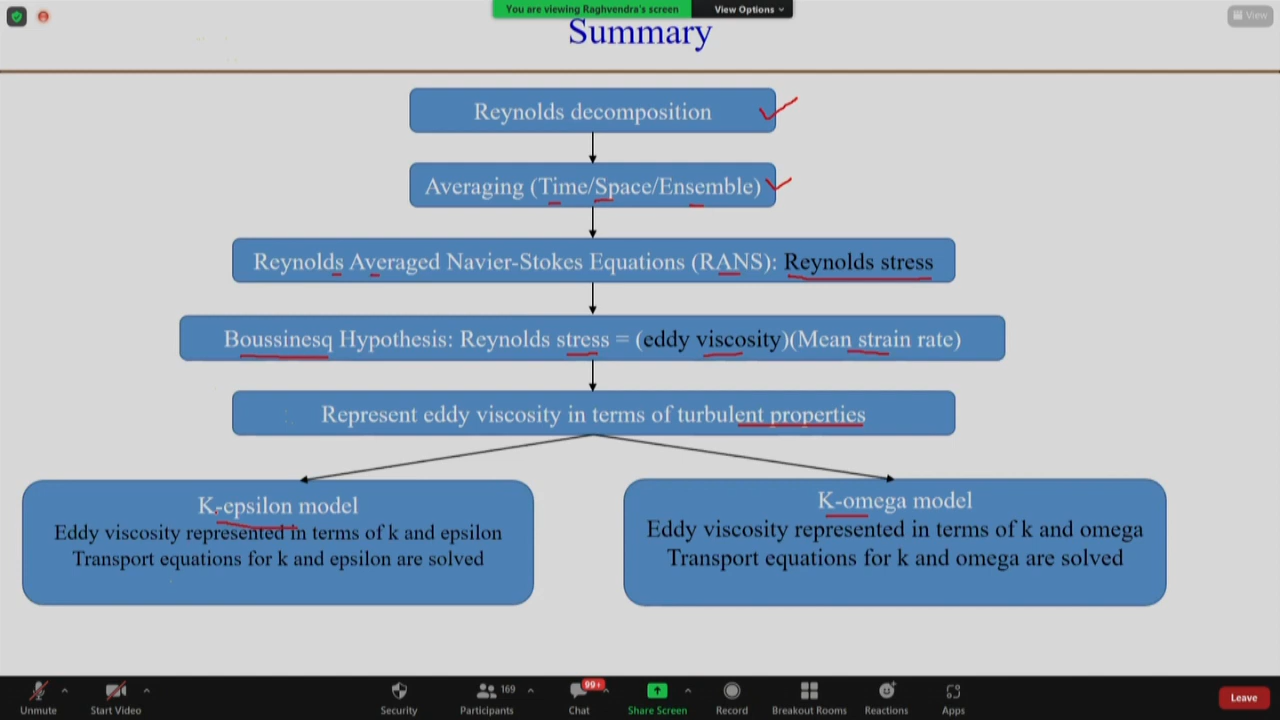 You are viewing Raghvendra's screen
View Options
View
Summary
Reynolds decomposition
Averaging (Time/Space/Ensemble)
Reynolds Averaged Navier-Stokes Equations (RANS): Reynolds stress
Boussinesq Hypothesis: Reynolds stress = (eddy viscosity)(Mean strain rate)
Represent eddy viscosity in terms of turbulent properties
K-epsilon model
Eddy viscosity represented in terms of k and epsilon
Transport equations for k and epsilon are solved
K-omega model
Eddy viscosity represented in terms of k and omega
Transport equations for k and omega are solved
Unmute
Start Video
Security
Participants
169
Chat
99+
Share Screen
Record
Breakout Rooms
Reactions
Apps
Leave